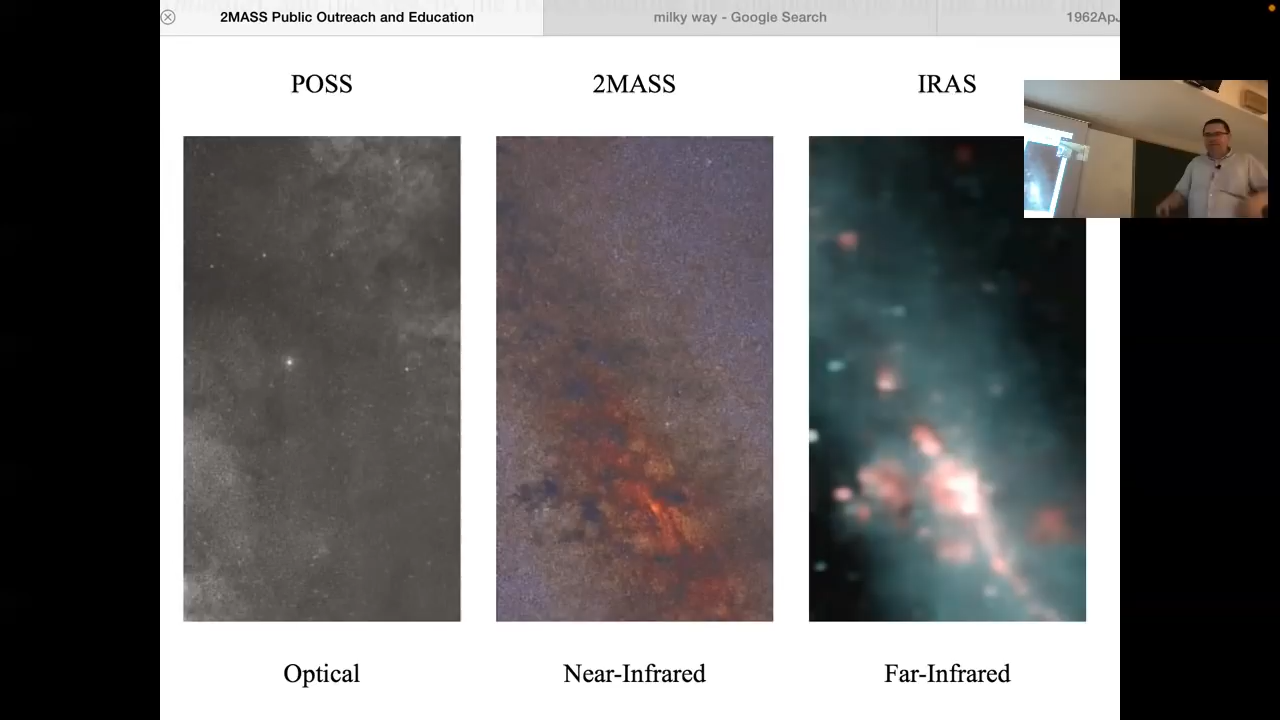 2MASS Public Outreach and Education
milky way - Google Search
1962ApJ
POSS
2MASS
IRAS
Optical
Near-Infrared
Far-Infrared